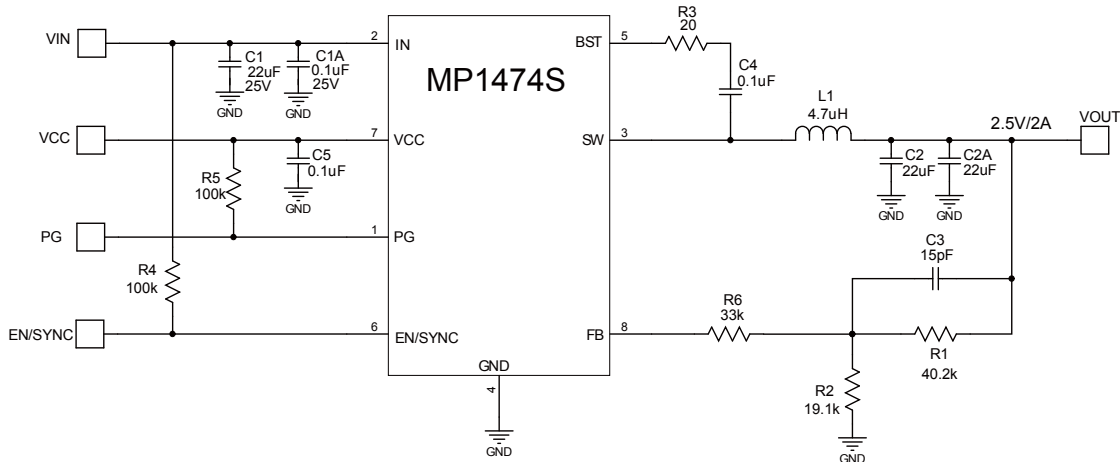 VIN
VCC
PG
EN/SYNC
C1
22uF
25V
GND
C1A
0.1uF
25V
GND
C5
0.1uF
GND
R5
100k
R4
100k
2
IN
7
VCC
1
PG
6
EN/SYNC
MP1474S
BST
5
SW
3
FB
8
GND
4
GND
R3
20
C4
0.1uF
L1
4.7uH
2.5V/2A
VOUT
C2
22uF
GND
C2A
22uF
GND
C3
15pF
R6
33k
R1
40.2k
R2
19.1k
GND